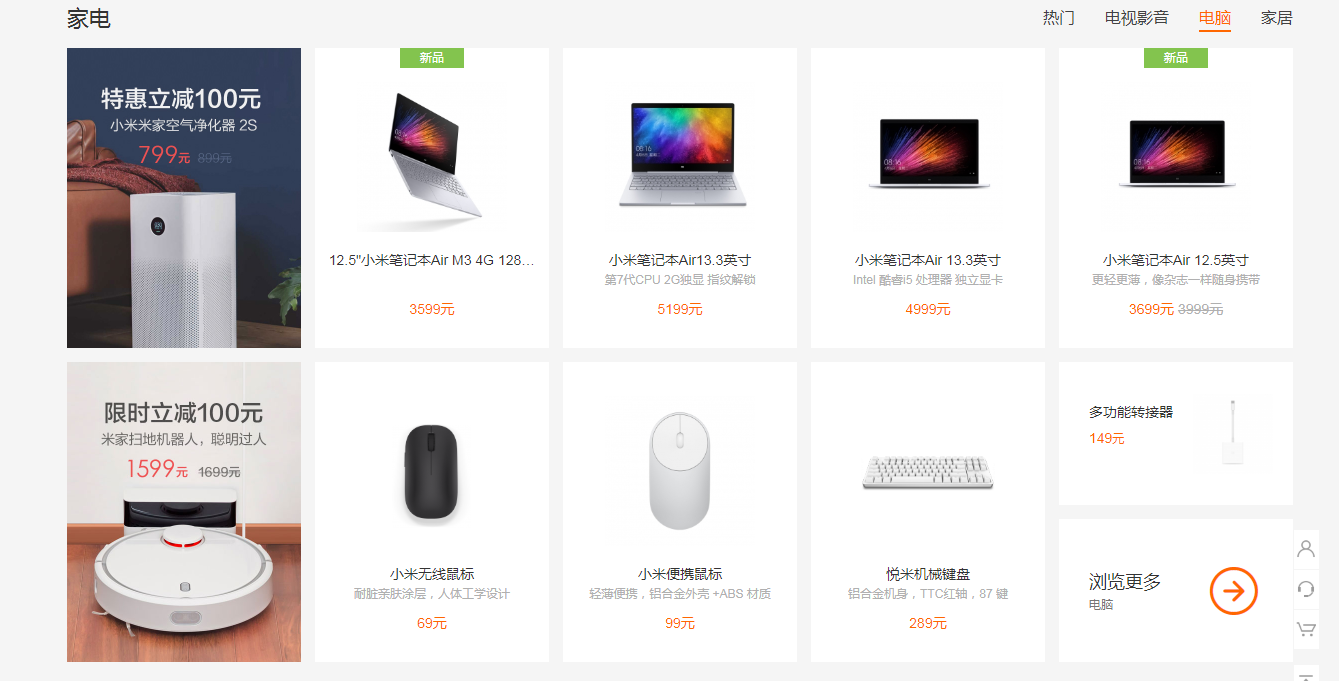 家电
热门
电视影音
电脑
家居
特惠立减100元
小米米家空气净化器 2S
799元 899元
新品
12.5"小米笔记本Air M3 4G 128...
3599元
小米笔记本Air13.3英寸
第7代CPU 2G独显 指纹解锁
5199元
小米笔记本Air 13.3英寸
Intel 酷睿i5 处理器 独立显卡
4999元
新品
小米笔记本Air 12.5英寸
更轻更薄，像杂志一样随身携带
3699元 3999元
限时立减100元
米家扫地机器人，聪明过人
1599元 1699元
小米无线鼠标
耐脏亲肤涂层，人体工学设计
69元
小米便携鼠标
轻薄便携，铝合金外壳 +ABS 材质
99元
悦米机械键盘
铝合金机身，TTC红轴，87 键
289元
多功能转接器
149元
浏览更多
电脑